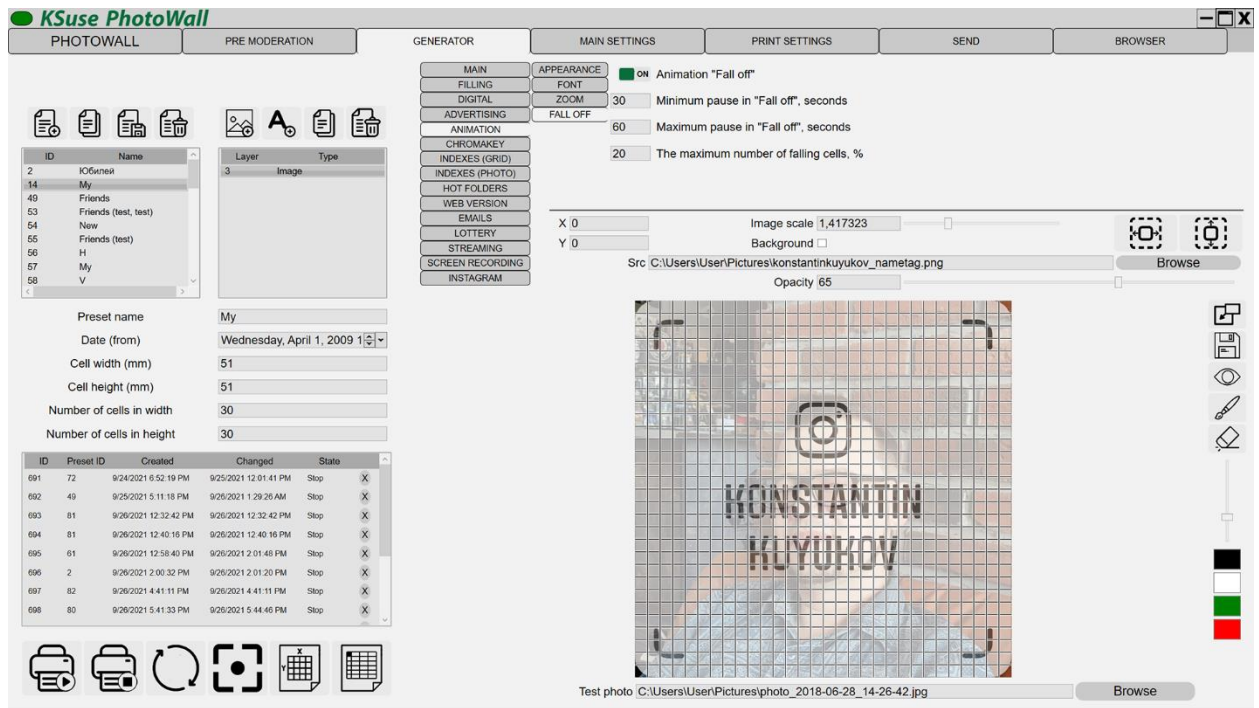 KSuse PhotoWall
PHOTOWALL PRE MODERATION GENERATOR MAIN SETTINGS PRINT SETTINGS SEND BROWSER
MAIN
FILLING
DIGITAL
ADVERTISING
ANIMATION
CHROMAKEY
INDEXES (GRID)
INDEXES (PHOTO)
HOT FOLDERS
WEB VERSION
EMAILS
LOTTERY
STREAMING
SCREEN RECORDING
INSTAGRAM
APPEARANCE
FONT
ZOOM
FALL OFF
ON Animation "Fall off"
30 Minimum pause in "Fall off", seconds
60 Maximum pause in "Fall off", seconds
20 The maximum number of falling cells, %
ID Name
2 Юбилей
14 My
49 Friends
53 Friends (test, test)
54 New
55 Friends (test)
56 H
57 My
58 V
Layer Type
3 Image
X 0
Y 0
Image scale 1,417323
Background
Src C:\Users\User\Pictures\konstantinkuyukov_nametag.png Browse
Opacity 65
Preset name My
Date (from) Wednesday, April 1, 2009 1
Cell width (mm) 51
Cell height (mm) 51
Number of cells in width 30
Number of cells in height 30
ID Preset ID Created Changed State
691 72 9/24/2021 6:52:19 PM 9/25/2021 12:01:41 PM Stop X
692 49 9/25/2021 5:11:18 PM 9/26/2021 1:29:26 AM Stop X
693 81 9/26/2021 12:32:42 PM 9/26/2021 12:32:42 PM Stop X
694 81 9/26/2021 12:40:16 PM 9/26/2021 12:40:16 PM Stop X
695 61 9/26/2021 12:58:40 PM 9/26/2021 2:01:48 PM Stop X
696 2 9/26/2021 2:00:32 PM 9/26/2021 2:01:20 PM Stop X
697 82 9/26/2021 4:41:11 PM 9/26/2021 4:41:11 PM Stop X
698 80 9/26/2021 5:41:33 PM 9/26/2021 5:44:46 PM Stop X
X
Y
KONSTANTIN
KUYUKOV
Test photo C:\Users\User\Pictures\photo_2018-06-28_14-26-42.jpg Browse